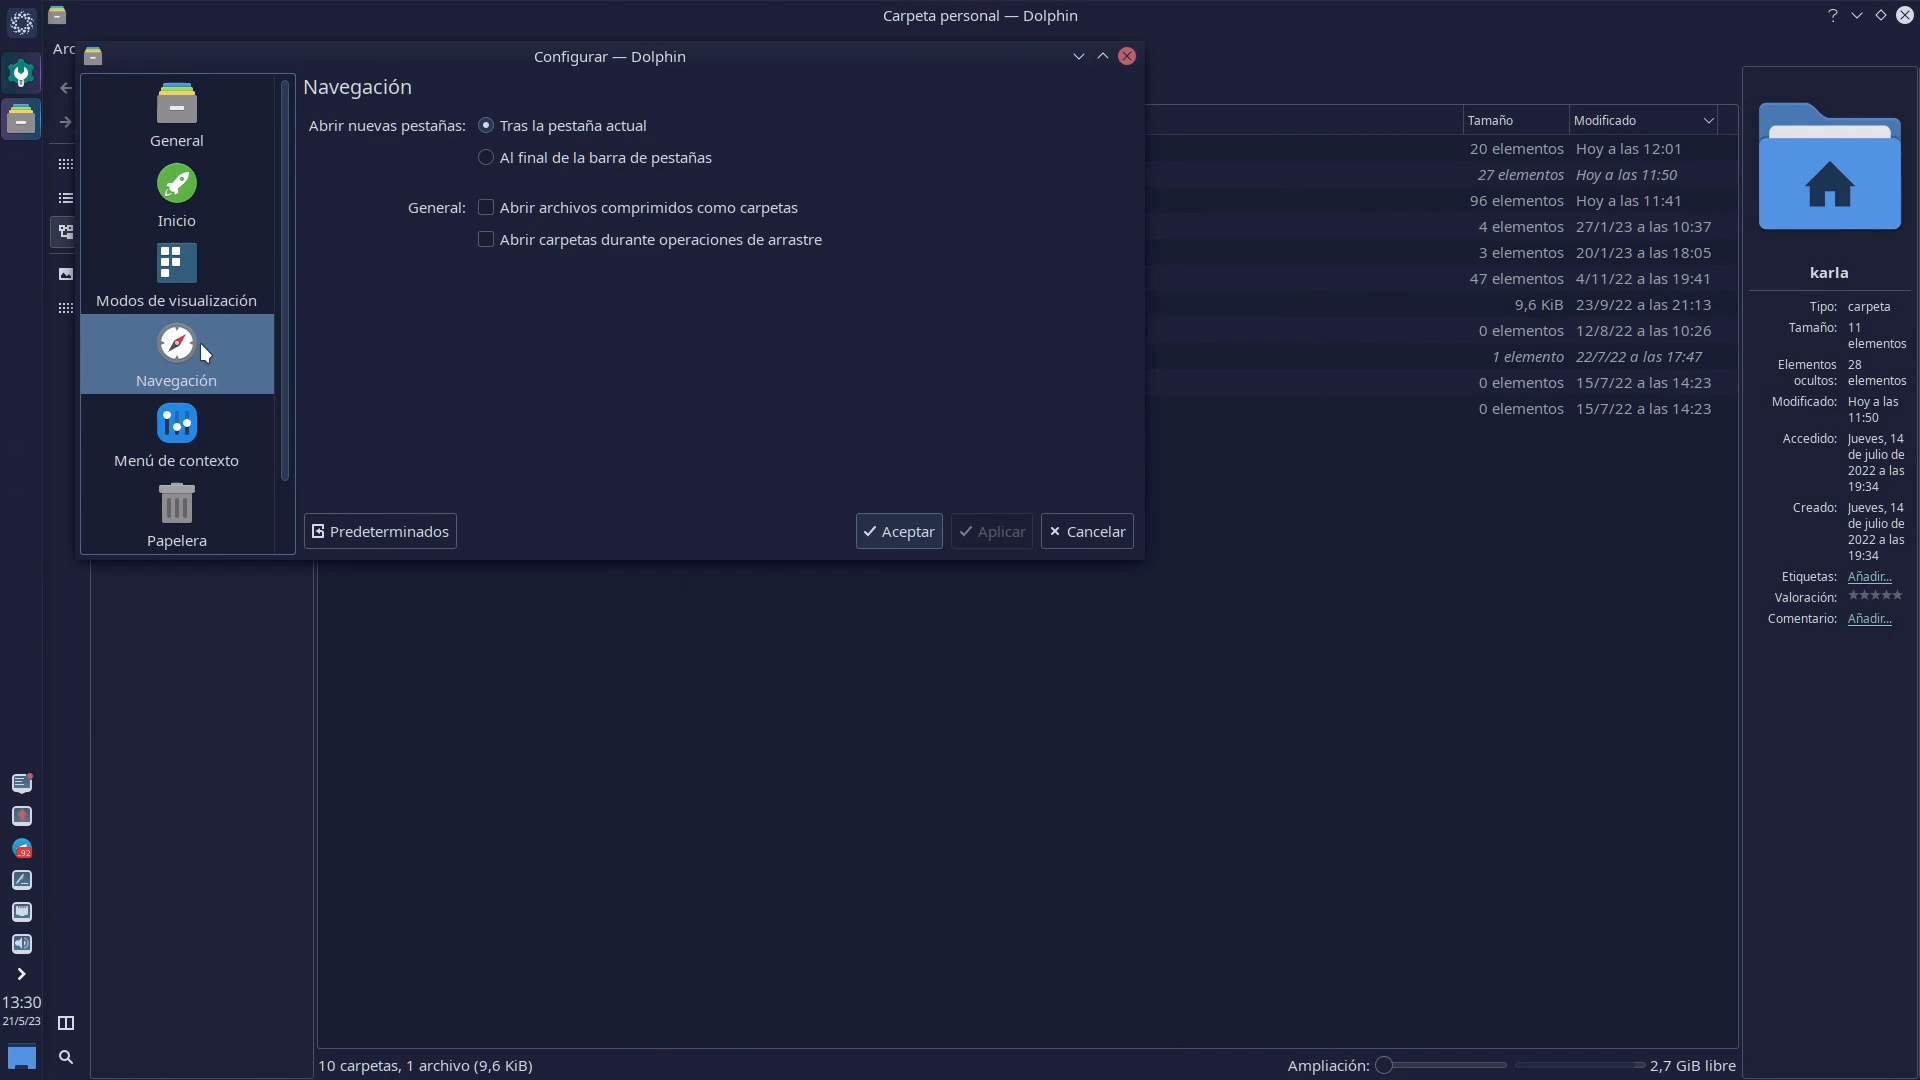 Carpeta personal — Dolphin
?
Arc
Configurar — Dolphin
General
Inicio
Modos de visualización
Navegación
Menú de contexto
Papelera
Navegación
Abrir nuevas pestañas:
Tras la pestaña actual
Al final de la barra de pestañas
General:
Abrir archivos comprimidos como carpetas
Abrir carpetas durante operaciones de arrastre
Predeterminados
Aceptar
Aplicar
Cancelar
Tamaño Modificado
20 elementos Hoy a las 12:01
27 elementos Hoy a las 11:50
96 elementos Hoy a las 11:41
4 elementos 27/1/23 a las 10:37
3 elementos 20/1/23 a las 18:05
47 elementos 4/11/22 a las 19:41
9,6 KiB 23/9/22 a las 21:13
0 elementos 12/8/22 a las 10:26
1 elemento 22/7/22 a las 17:47
0 elementos 15/7/22 a las 14:23
0 elementos 15/7/22 a las 14:23
karla
Tipo: carpeta
Tamaño: 11
elementos
Elementos 28
ocultos: elementos
Modificado: Hoy a las
11:50
Accedido: Jueves, 14
de julio de
2022 a las
19:34
Creado: Jueves, 14
de julio de
2022 a las
19:34
Etiquetas: Añadir...
Valoración: ★★★★★
Comentario: Añadir...
13:30
21/5/23
10 carpetas, 1 archivo (9,6 KiB)
Ampliación:
2,7 GiB libre